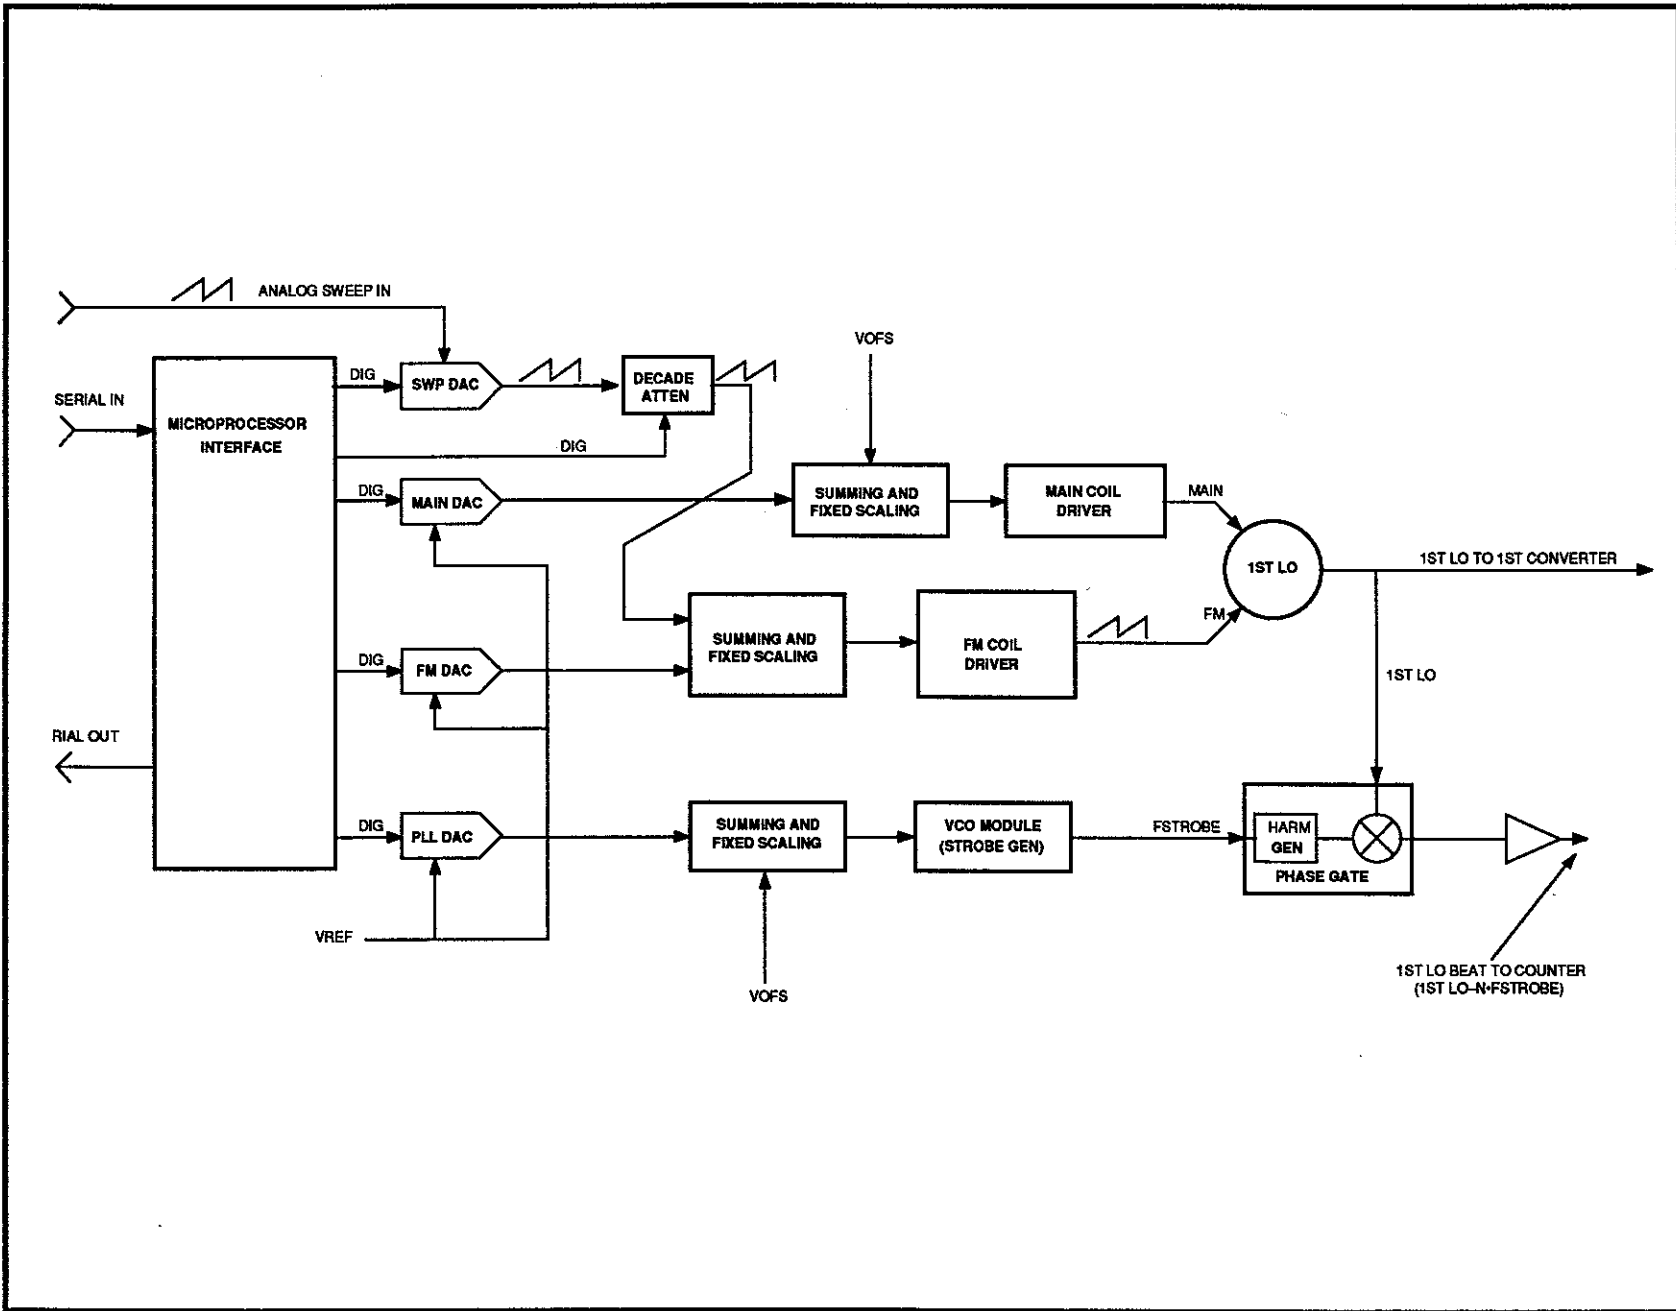 ANALOG SWEEP IN
VOFS
DIG
SWP DAC
DECADE
ATTEN
SERIAL IN
MICROPROCESSOR
INTERFACE
DIG
DIG
MAIN DAC
SUMMING AND
FIXED SCALING
MAIN COIL
DRIVER
MAIN
1ST LO
1ST LO TO 1ST CONVERTER
FM
DIG
FM DAC
SUMMING AND
FIXED SCALING
FM COIL
DRIVER
1ST LO
RIAL OUT
DIG
PLL DAC
SUMMING AND
FIXED SCALING
VCO MODULE
(STROBE GEN)
FSTROBE
HARM
GEN
PHASE GATE
VREF
VOFS
1ST LO BEAT TO COUNTER
(1ST LO–N•FSTROBE)